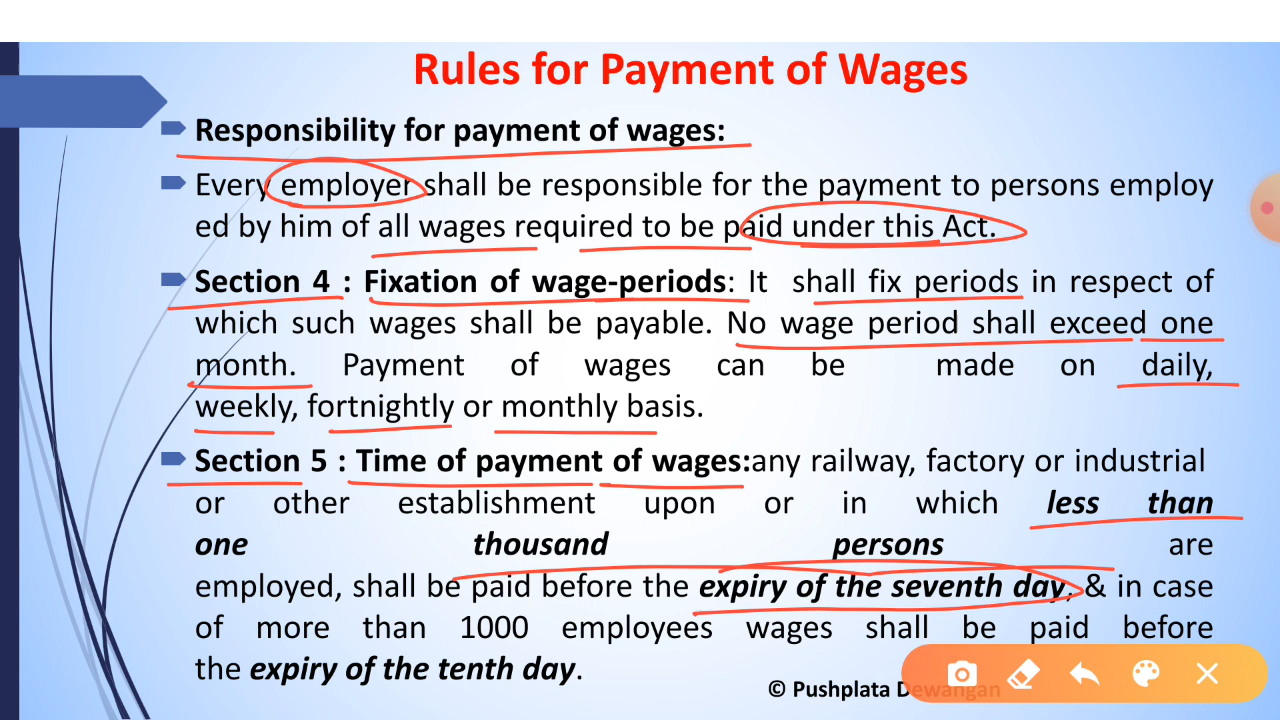 Rules for Payment of Wages
Responsibility for payment of wages:
Every employer shall be responsible for the payment to persons employ
ed by him of all wages required to be paid under this Act.
Section 4 : Fixation of wage-periods: It shall fix periods in respect of
which such wages shall be payable. No wage period shall exceed one
month. Payment of wages can be made on daily,
weekly, fortnightly or monthly basis.
Section 5 : Time of payment of wages:any railway, factory or industrial
or other establishment upon or in which less than
one thousand persons are
employed, shall be paid before the expiry of the seventh day, & in case
of more than 1000 employees wages shall be paid before
the expiry of the tenth day.
© Pushplata Dewangan